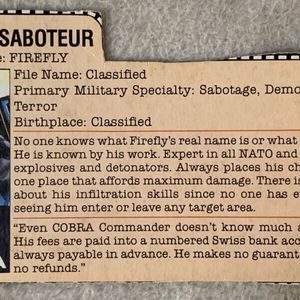 SABOTEUR
: FIREFLY
File Name: Classified
Primary Military Specialty: Sabotage, Demo
Terror
Birthplace: Classified
No one knows what Firefly's real name is or what
He is known by his work. Expert in all NATO and
explosives and detonators. Always places his ch
one place that affords maximum damage. There is
about his infiltration skills since no one has e
seeing him enter or leave any target area.
"Even COBRA Commander doesn't know much a
His fees are paid into a numbered Swiss bank acc
always payable in advance. He makes no guarant
no refunds."